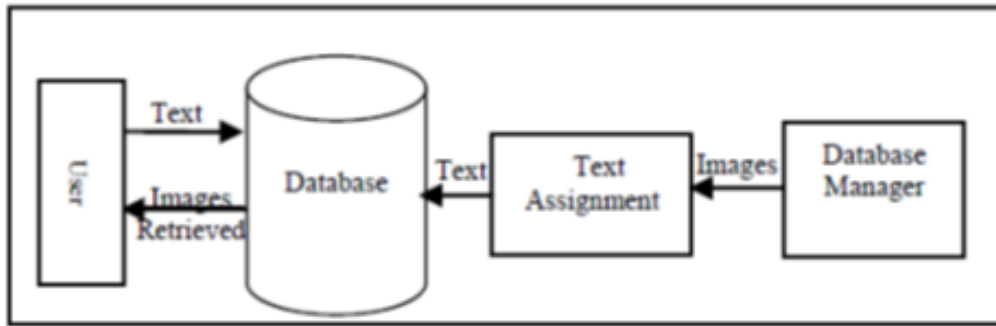 User
Text
Images
Retrieved
Database
Text
Text
Assignment
Images
Database
Manager